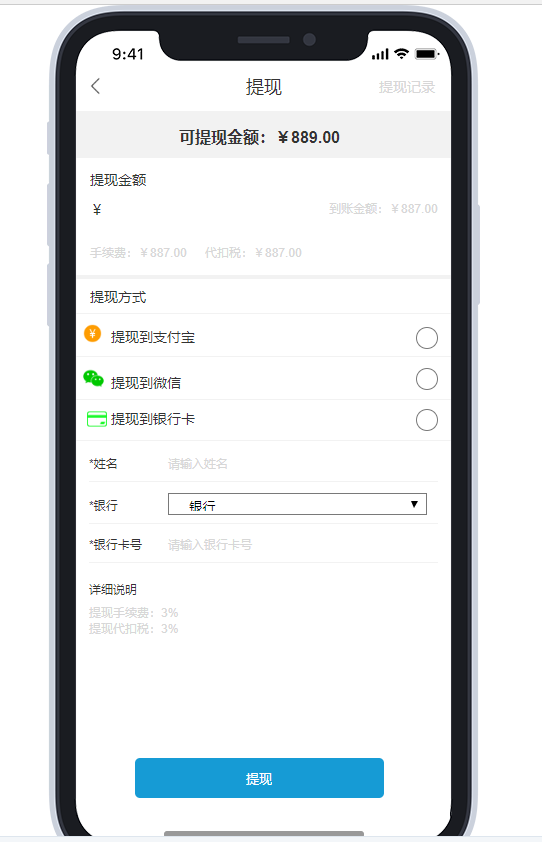 9:41
提现
提现记录
可提现金额：￥889.00
提现金额
￥
到账金额：￥887.00
手续费：￥887.00 代扣税：￥887.00
提现方式
¥ 提现到支付宝
提现到微信
提现到银行卡
*姓名 请输入姓名
*银行 银行
*银行卡号 请输入银行卡号
详细说明
提现手续费：3%
提现代扣税：3%
提现